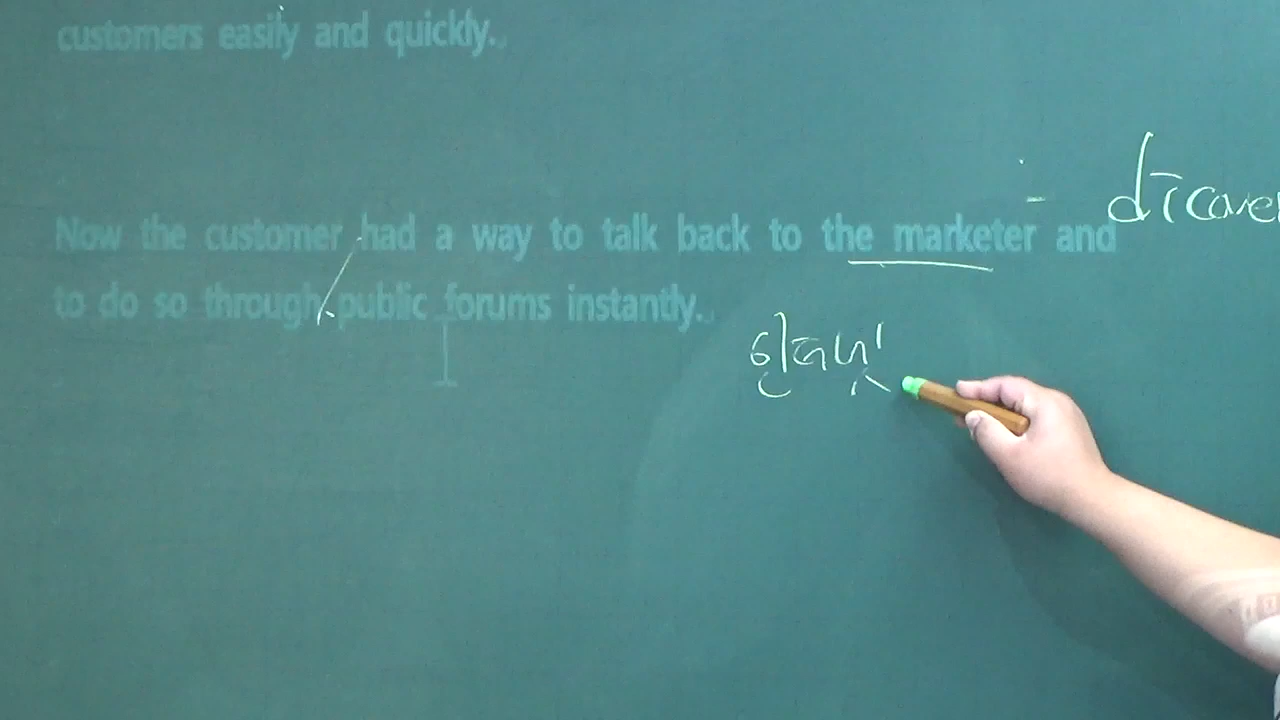 customers easily and quickly.
Now the customer had a way to talk back to the marketer and
to do so through public forums instantly.